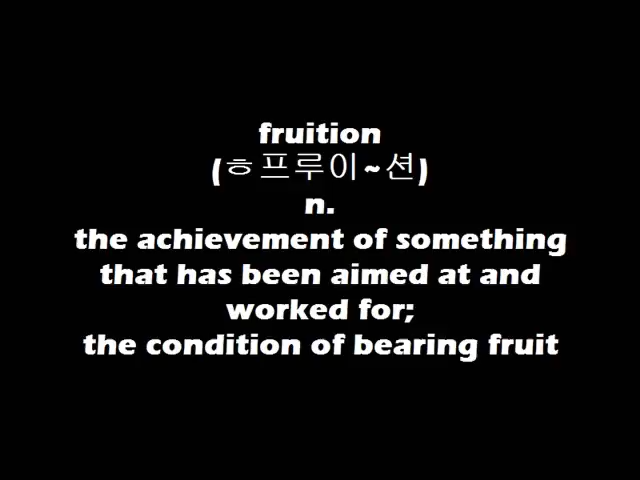 fruition
(ㅎ프루이~션)
n.
the achievement of something
that has been aimed at and
worked for;
the condition of bearing fruit